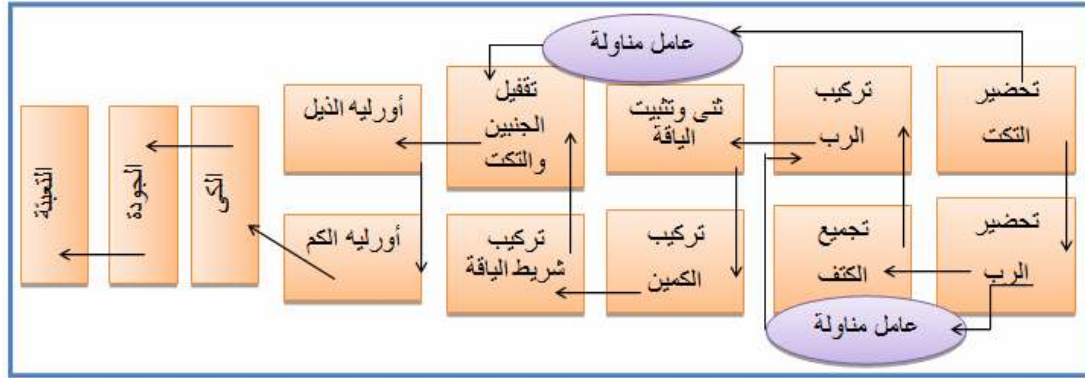 عامل مناولة
تحضير
التكت
تركيب
الرب
ثنى وتثبيت
الياقة
تقفيل
الجنبين
والتكت
أورليه الذيل
الكى
الجودة
التعبئة
تحضير
الرب
تجميع
الكتف
تركيب
الكمين
تركيب
شريط الياقة
أورليه الكم
عامل مناولة